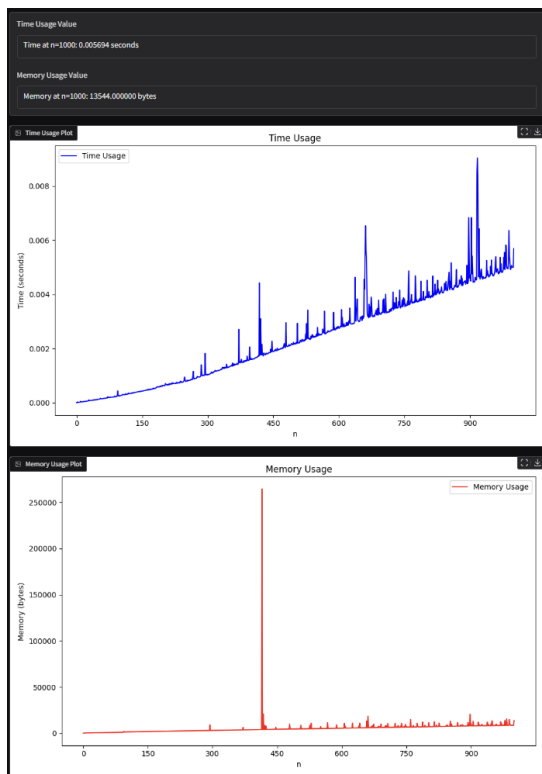 Time Usage Value
Time at n=1000: 0.005694 seconds
Memory Usage Value
Memory at n=1000: 13544.000000 bytes
Time Usage Plot
Time Usage
Time Usage
0.008
0.006
0.004
0.002
0.000
Time (seconds)
0 150 300 450 600 750 900
n
Memory Usage Plot
Memory Usage
Memory Usage
250000
200000
150000
100000
50000
0
Memory (bytes)
0 150 300 450 600 750 900
n